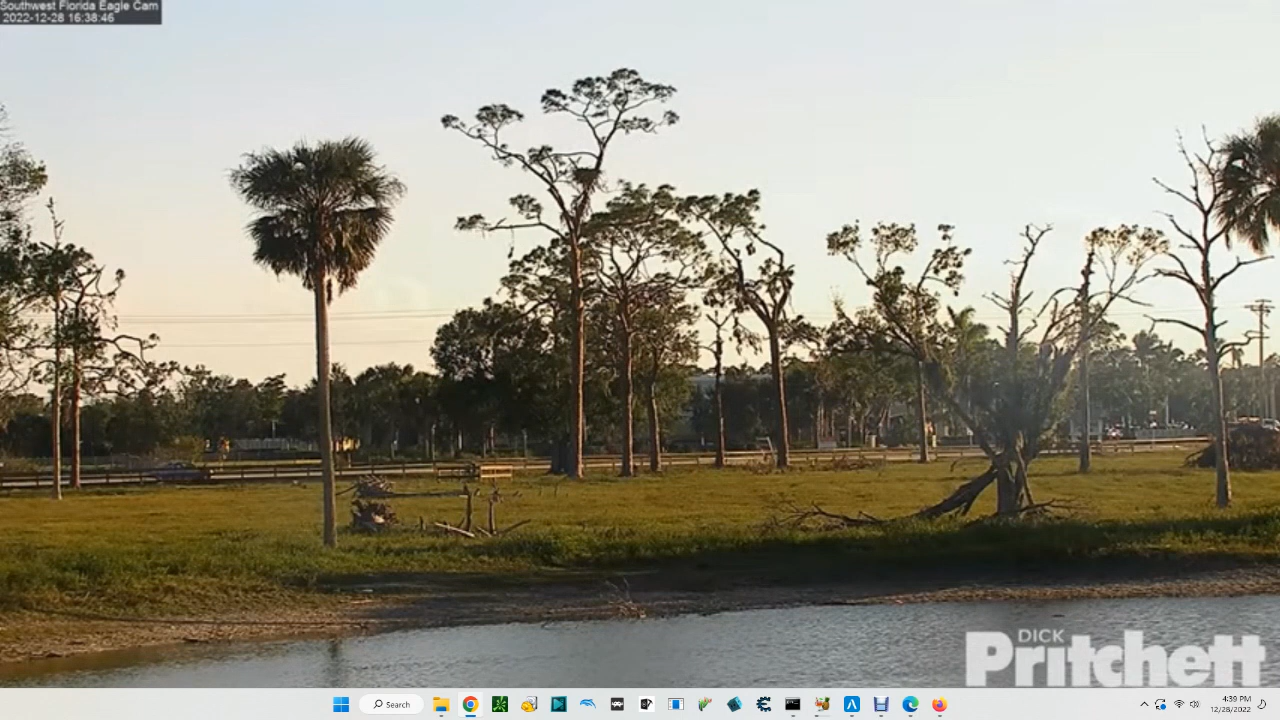 Southwest Florida Eagle Cam
2022-12-28 16:38:46
DICK
Pritchett
Search
4:39 PM
12/28/2022